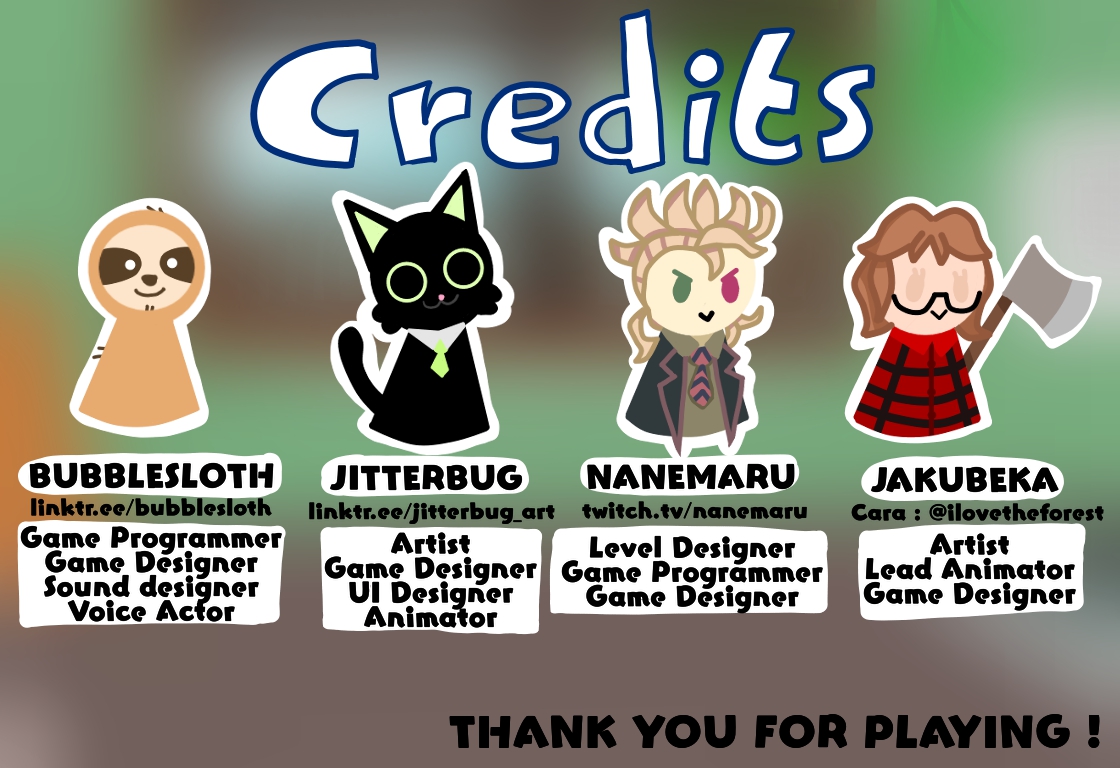 Credits
BUBBLESLOTH
linktr.ee/bubblesloth
Game Programmer
Game Designer
Sound designer
Voice Actor
JITTERBUG
linktr.ee/jitterbug_art
Artist
Game Designer
UI Designer
Animator
NANEMARU
twitch.tv/nanemaru
Level Designer
Game Programmer
Game Designer
JAKUBEKA
Cara : @ilovetheforest
Artist
Lead Animator
Game Designer
THANK YOU FOR PLAYING !